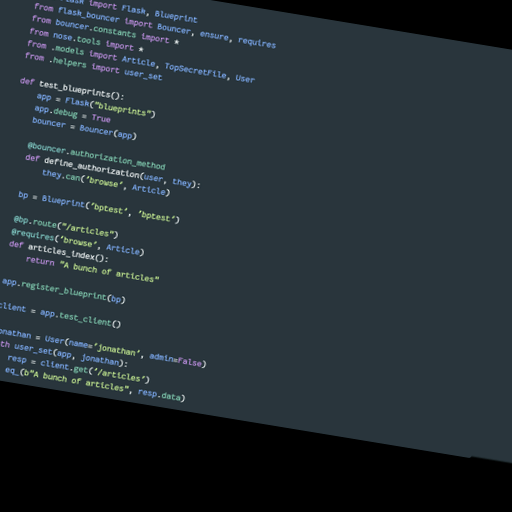 import Flask, Blueprint
from flask_bouncer import Bouncer, ensure, requires
from bouncer.constants import *
from nose.tools import *
from .models import Article, TopSecretFile, User
from .helpers import user_set
def test_blueprints():
app = Flask("blueprints")
app.debug = True
bouncer = Bouncer(app)
@bouncer.authorization_method
def define_authorization(user, they):
they.can('browse', Article)
bp = Blueprint('bptest', 'bptest')
@bp.route("/articles")
@requires('browse', Article)
def articles_index():
return "A bunch of articles"
app.register_blueprint(bp)
client = app.test_client()
onathan = User(name='jonathan', admin=False)
th user_set(app, jonathan):
resp = client.get('/articles')
eq_(b"A bunch of articles", resp.data)